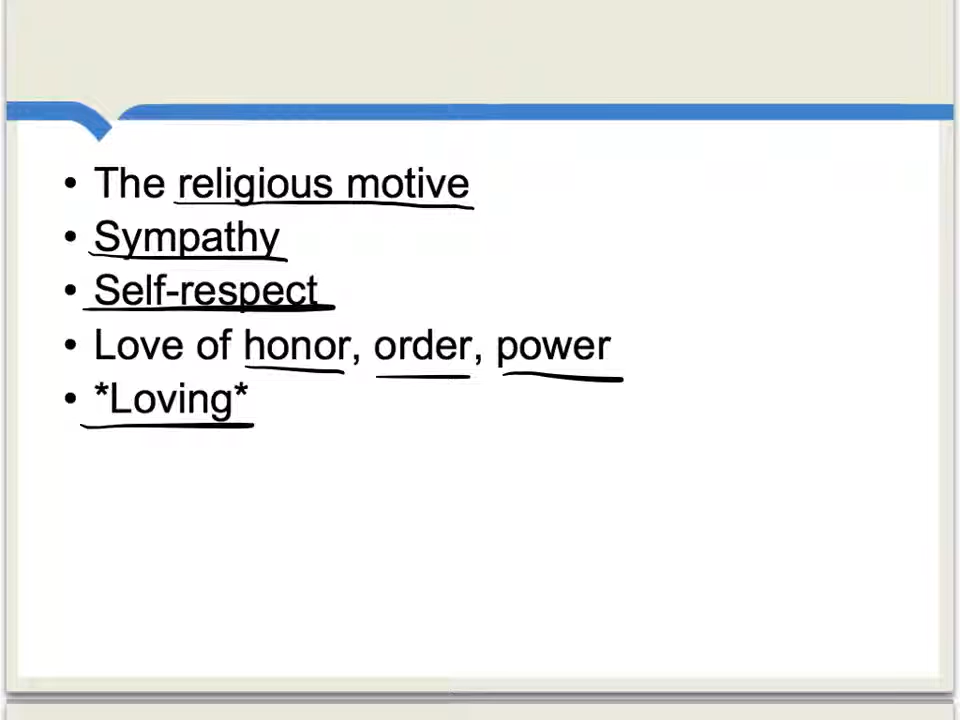 • The religious motive
• Sympathy
• Self-respect
• Love of honor, order, power
• *Loving*